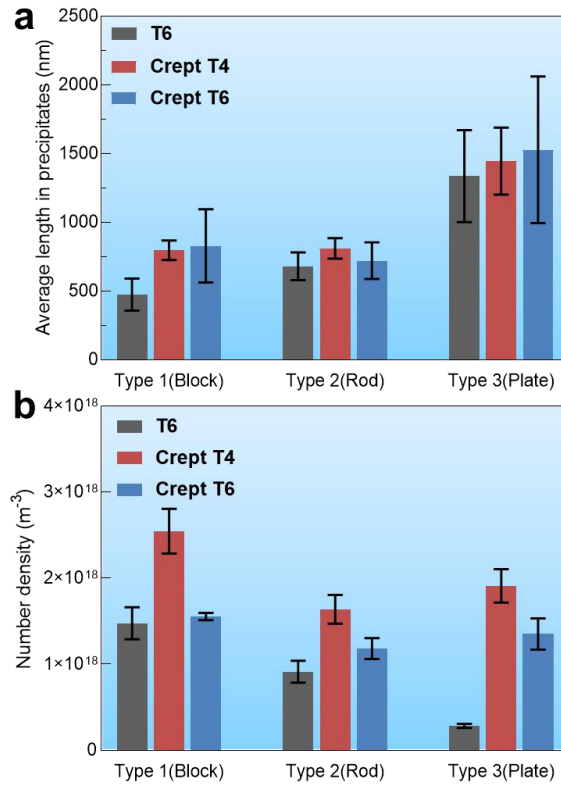 a
T6
Crept T4
Crept T6
Average length in precipitates (nm)
2500
2000
1500
1000
500
0
Type 1(Block)
Type 2(Rod)
Type 3(Plate)
b
T6
Crept T4
Crept T6
Number density (m⁻³)
4×10¹⁸
3×10¹⁸
2×10¹⁸
1×10¹⁸
0
Type 1(Block)
Type 2(Rod)
Type 3(Plate)